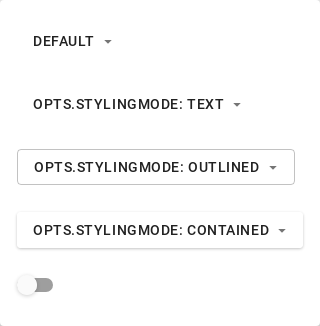 DEFAULT
OPTS.STYLINGMODE: TEXT
OPTS.STYLINGMODE: OUTLINED
OPTS.STYLINGMODE: CONTAINED